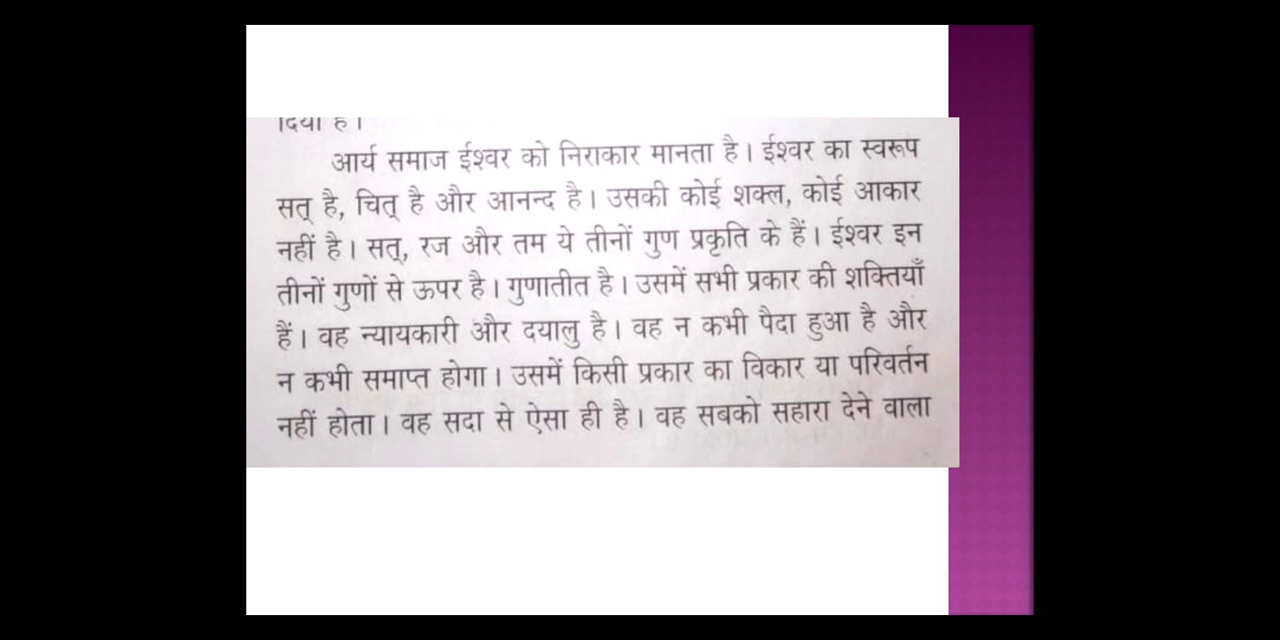 दिया है।
आर्य समाज ईश्वर को निराकार मानता है। ईश्वर का स्वरूप
सत् है, चित् है और आनन्द है। उसकी कोई शक्ल, कोई आकार
नहीं है। सत्, रज और तम ये तीनों गुण प्रकृति के हैं। ईश्वर इन
तीनों गुणों से ऊपर है। गुणातीत है। उसमें सभी प्रकार की शक्तियाँ
हैं। वह न्यायकारी और दयालु है। वह न कभी पैदा हुआ है और
न कभी समाप्त होगा। उसमें किसी प्रकार का विकार या परिवर्तन
नहीं होता। वह सदा से ऐसा ही है। वह सबको सहारा देने वाला